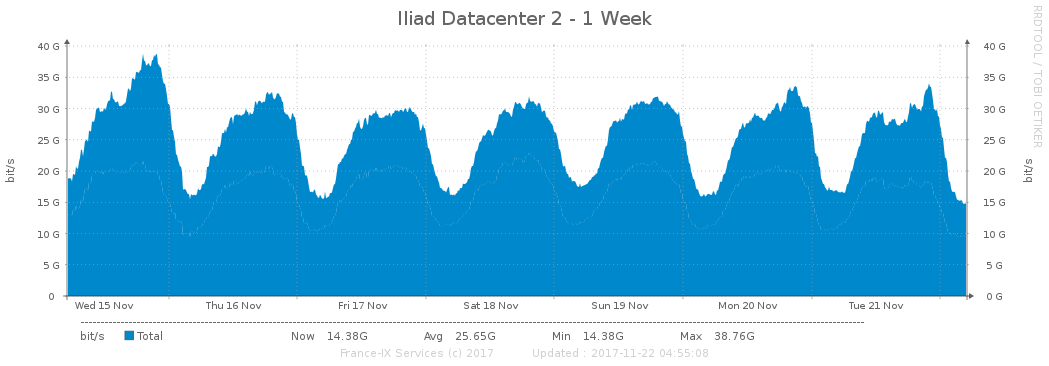 Iliad Datacenter 2 - 1 Week
RRDTOOL / TOBI OETIKER
40 G 40 G
35 G 35 G
30 G 30 G
25 G 25 G
20 G 20 G
15 G 15 G
10 G 10 G
5 G 5 G
0 0 G
bit/s bit/s
Wed 15 Nov Thu 16 Nov Fri 17 Nov Sat 18 Nov Sun 19 Nov Mon 20 Nov Tue 21 Nov
bit/s Total Now 14.38G Avg 25.65G Min 14.38G Max 38.76G
France-IX Services (c) 2017 Updated : 2017-11-22 04:55:08